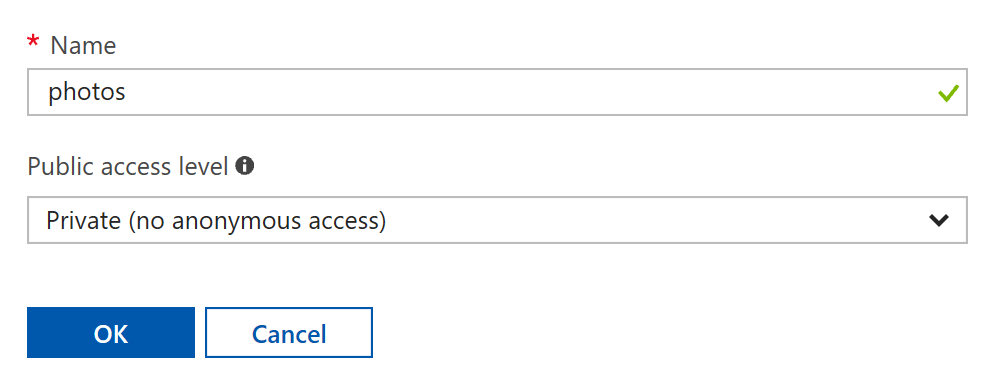 * Name
photos
Public access level
Private (no anonymous access)
OK
Cancel